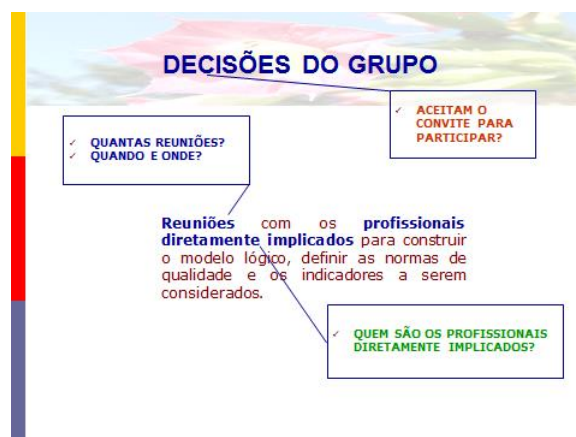 DECISÕES DO GRUPO
✓ ACEITAM O
CONVITE PARA
PARTICIPAR?
✓ QUANTAS REUNIÕES?
✓ QUANDO E ONDE?
Reuniões com os profissionais
diretamente implicados para construir
o modelo lógico, definir as normas de
qualidade e os indicadores a serem
considerados.
✓ QUEM SÃO OS PROFISSIONAIS
DIRETAMENTE IMPLICADOS?